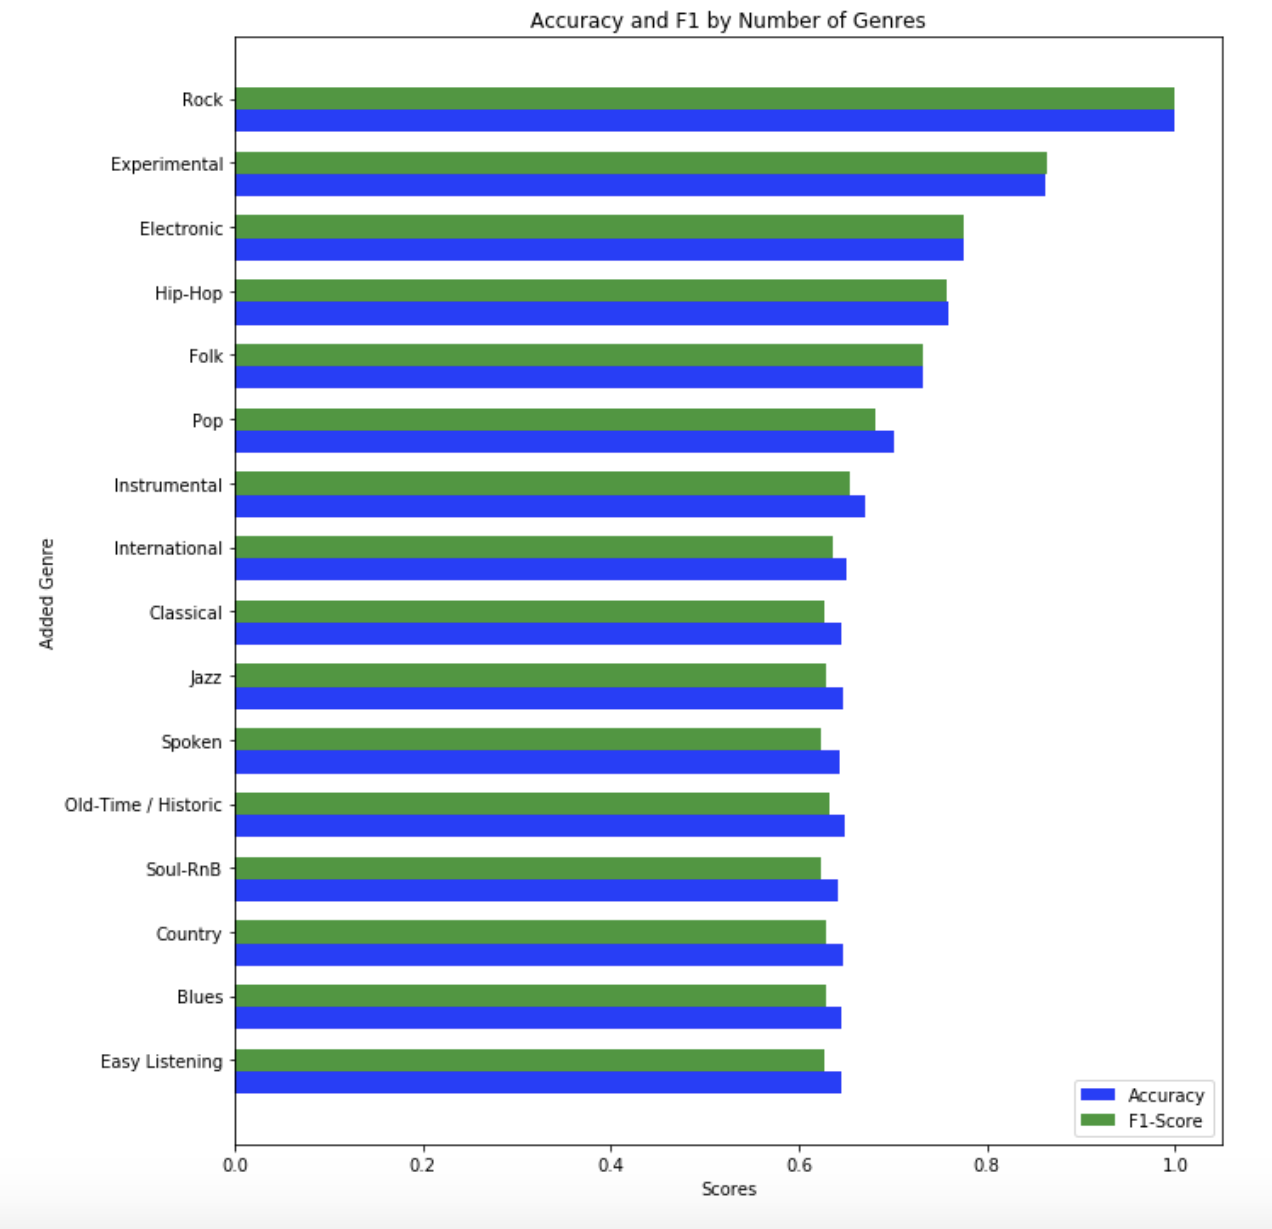 Accuracy and F1 by Number of Genres
Rock
Experimental
Electronic
Hip-Hop
Folk
Pop
Instrumental
International
Classical
Jazz
Spoken
Old-Time / Historic
Soul-RnB
Country
Blues
Easy Listening
Added Genre
Accuracy
F1-Score
0.0 0.2 0.4 0.6 0.8 1.0
Scores